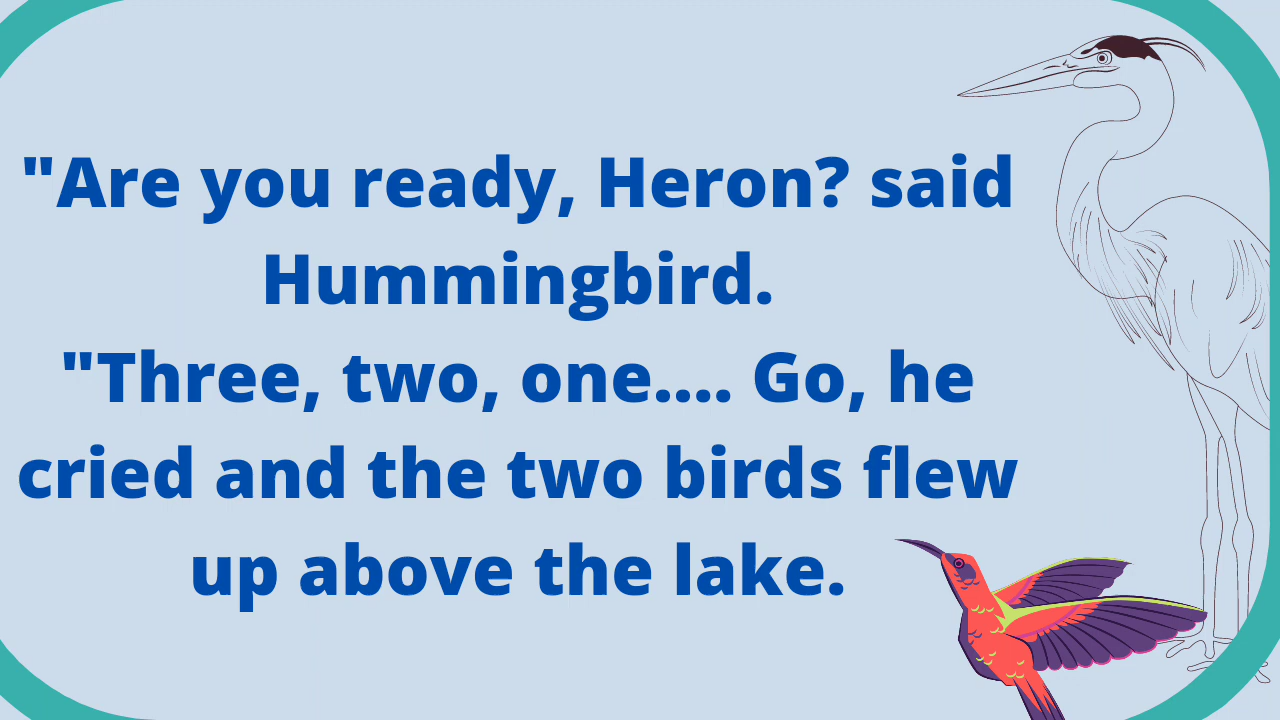 "Are you ready, Heron? said
Hummingbird.
"Three, two, one.... Go, he
cried and the two birds flew
up above the lake.